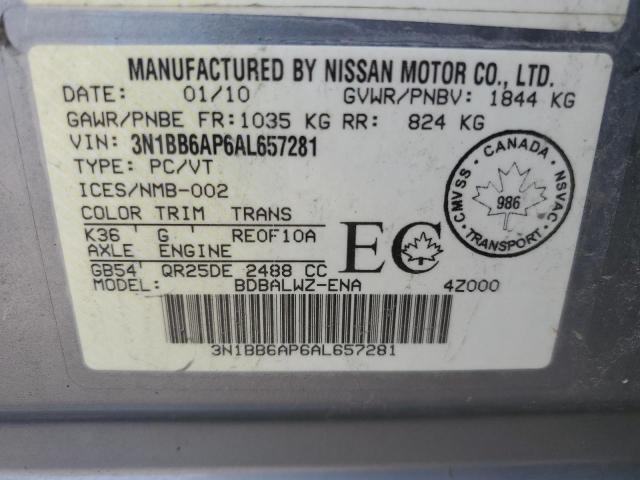 MANUFACTURED BY NISSAN MOTOR CO., LTD.
DATE: 01/10 GVWR/PNBV: 1844 KG
GAWR/PNBE FR:1035 KG RR: 824 KG
VIN: 3N1BB6AP6AL657281
TYPE: PC/VT
ICES/NMB-002
COLOR TRIM TRANS
K36 G RE0F10A
AXLE ENGINE
GB54 QR25DE 2488 CC
MODEL: BDBALWZ-ENA 4Z000
EC
CMVSS · CANADA · NSVAC
986
TRANSPORT
3N1BB6AP6AL657281